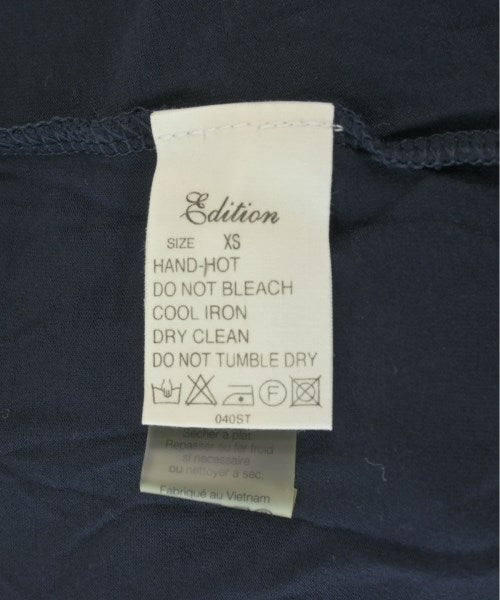 Edition
SIZE XS
HAND-HOT
DO NOT BLEACH
COOL IRON
DRY CLEAN
DO NOT TUMBLE DRY
F
040ST
Sécher à plat
Repasser au fer froid
si nécessaire
ou nettoyer à sec.
Fabriqué au Vietnam